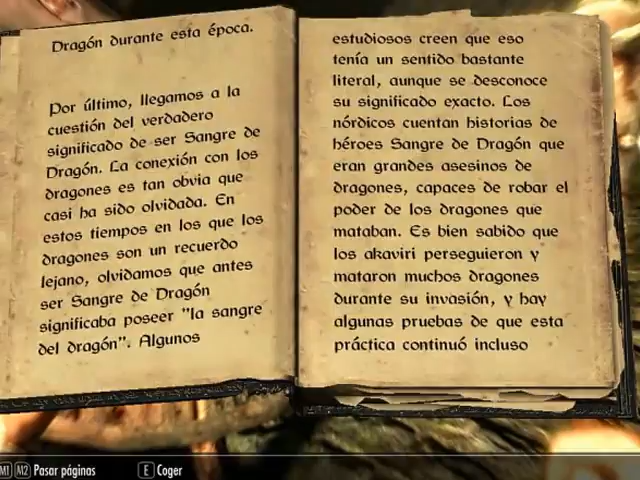 Dragón durante esta época.
Por último, llegamos a la
cuestión del verdadero
significado de ser Sangre de
Dragón. La conexión con los
dragones es tan obvia que
casi ha sido olvidada. En
estos tiempos en los que los
dragones son un recuerdo
lejano, olvidamos que antes
ser Sangre de Dragón
significaba poseer "la sangre
del dragón". Algunos
estudiosos creen que eso
tenía un sentido bastante
literal, aunque se desconoce
su significado exacto. Los
nórdicos cuentan historias de
héroes Sangre de Dragón que
eran grandes asesinos de
dragones, capaces de robar el
poder de los dragones que
mataban. Es bien sabido que
los akaviri persequieron y
mataron muchos dragones
durante su invasión, y hay
algunas pruebas de que esta
práctica continuó incluso
M1 M2 Pasar páginas E Coger